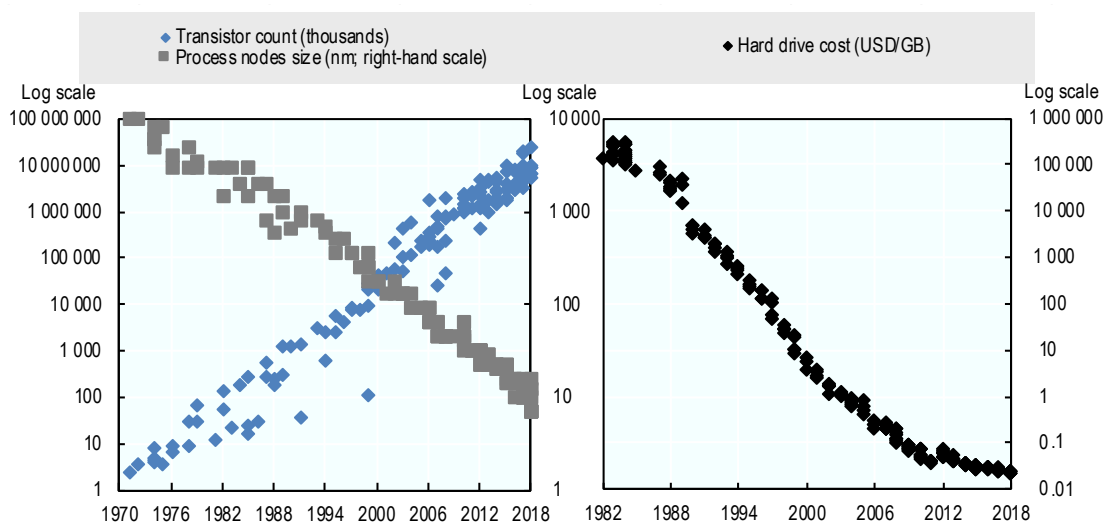 Transistor count (thousands)
Process nodes size (nm; right-hand scale)
Hard drive cost (USD/GB)
Log scale
Log scale
Log scale
100 000 000
10 000 000
1 000 000
100 000
10 000
1 000
100
10
1
10 000
1 000
100
10
1
1 000 000
100 000
10 000
1 000
100
10
1
0.1
0.01
1970 1976 1982 1988 1994 2000 2006 2012 2018
1982 1988 1994 2000 2006 2012 2018